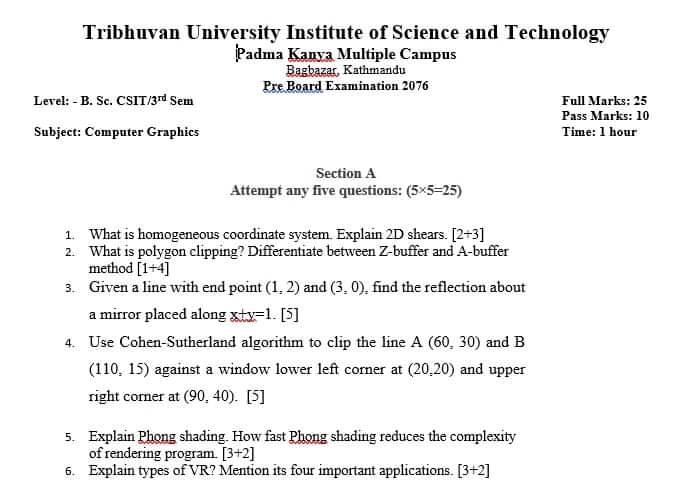 Tribhuvan University Institute of Science and Technology
Padma Kanya Multiple Campus
Bagbazar, Kathmandu
Pre Board Examination 2076
Level: - B. Sc. CSIT/3rd Sem
Full Marks: 25
Pass Marks: 10
Subject: Computer Graphics
Time: 1 hour
Section A
Attempt any five questions: (5×5=25)
1. What is homogeneous coordinate system. Explain 2D shears. [2+3]
2. What is polygon clipping? Differentiate between Z-buffer and A-buffer
method [1+4]
3. Given a line with end point (1, 2) and (3, 0), find the reflection about
a mirror placed along x+y=1. [5]
4. Use Cohen-Sutherland algorithm to clip the line A (60, 30) and B
(110, 15) against a window lower left corner at (20,20) and upper
right corner at (90, 40). [5]
5. Explain Phong shading. How fast Phong shading reduces the complexity
of rendering program. [3+2]
6. Explain types of VR? Mention its four important applications. [3+2]